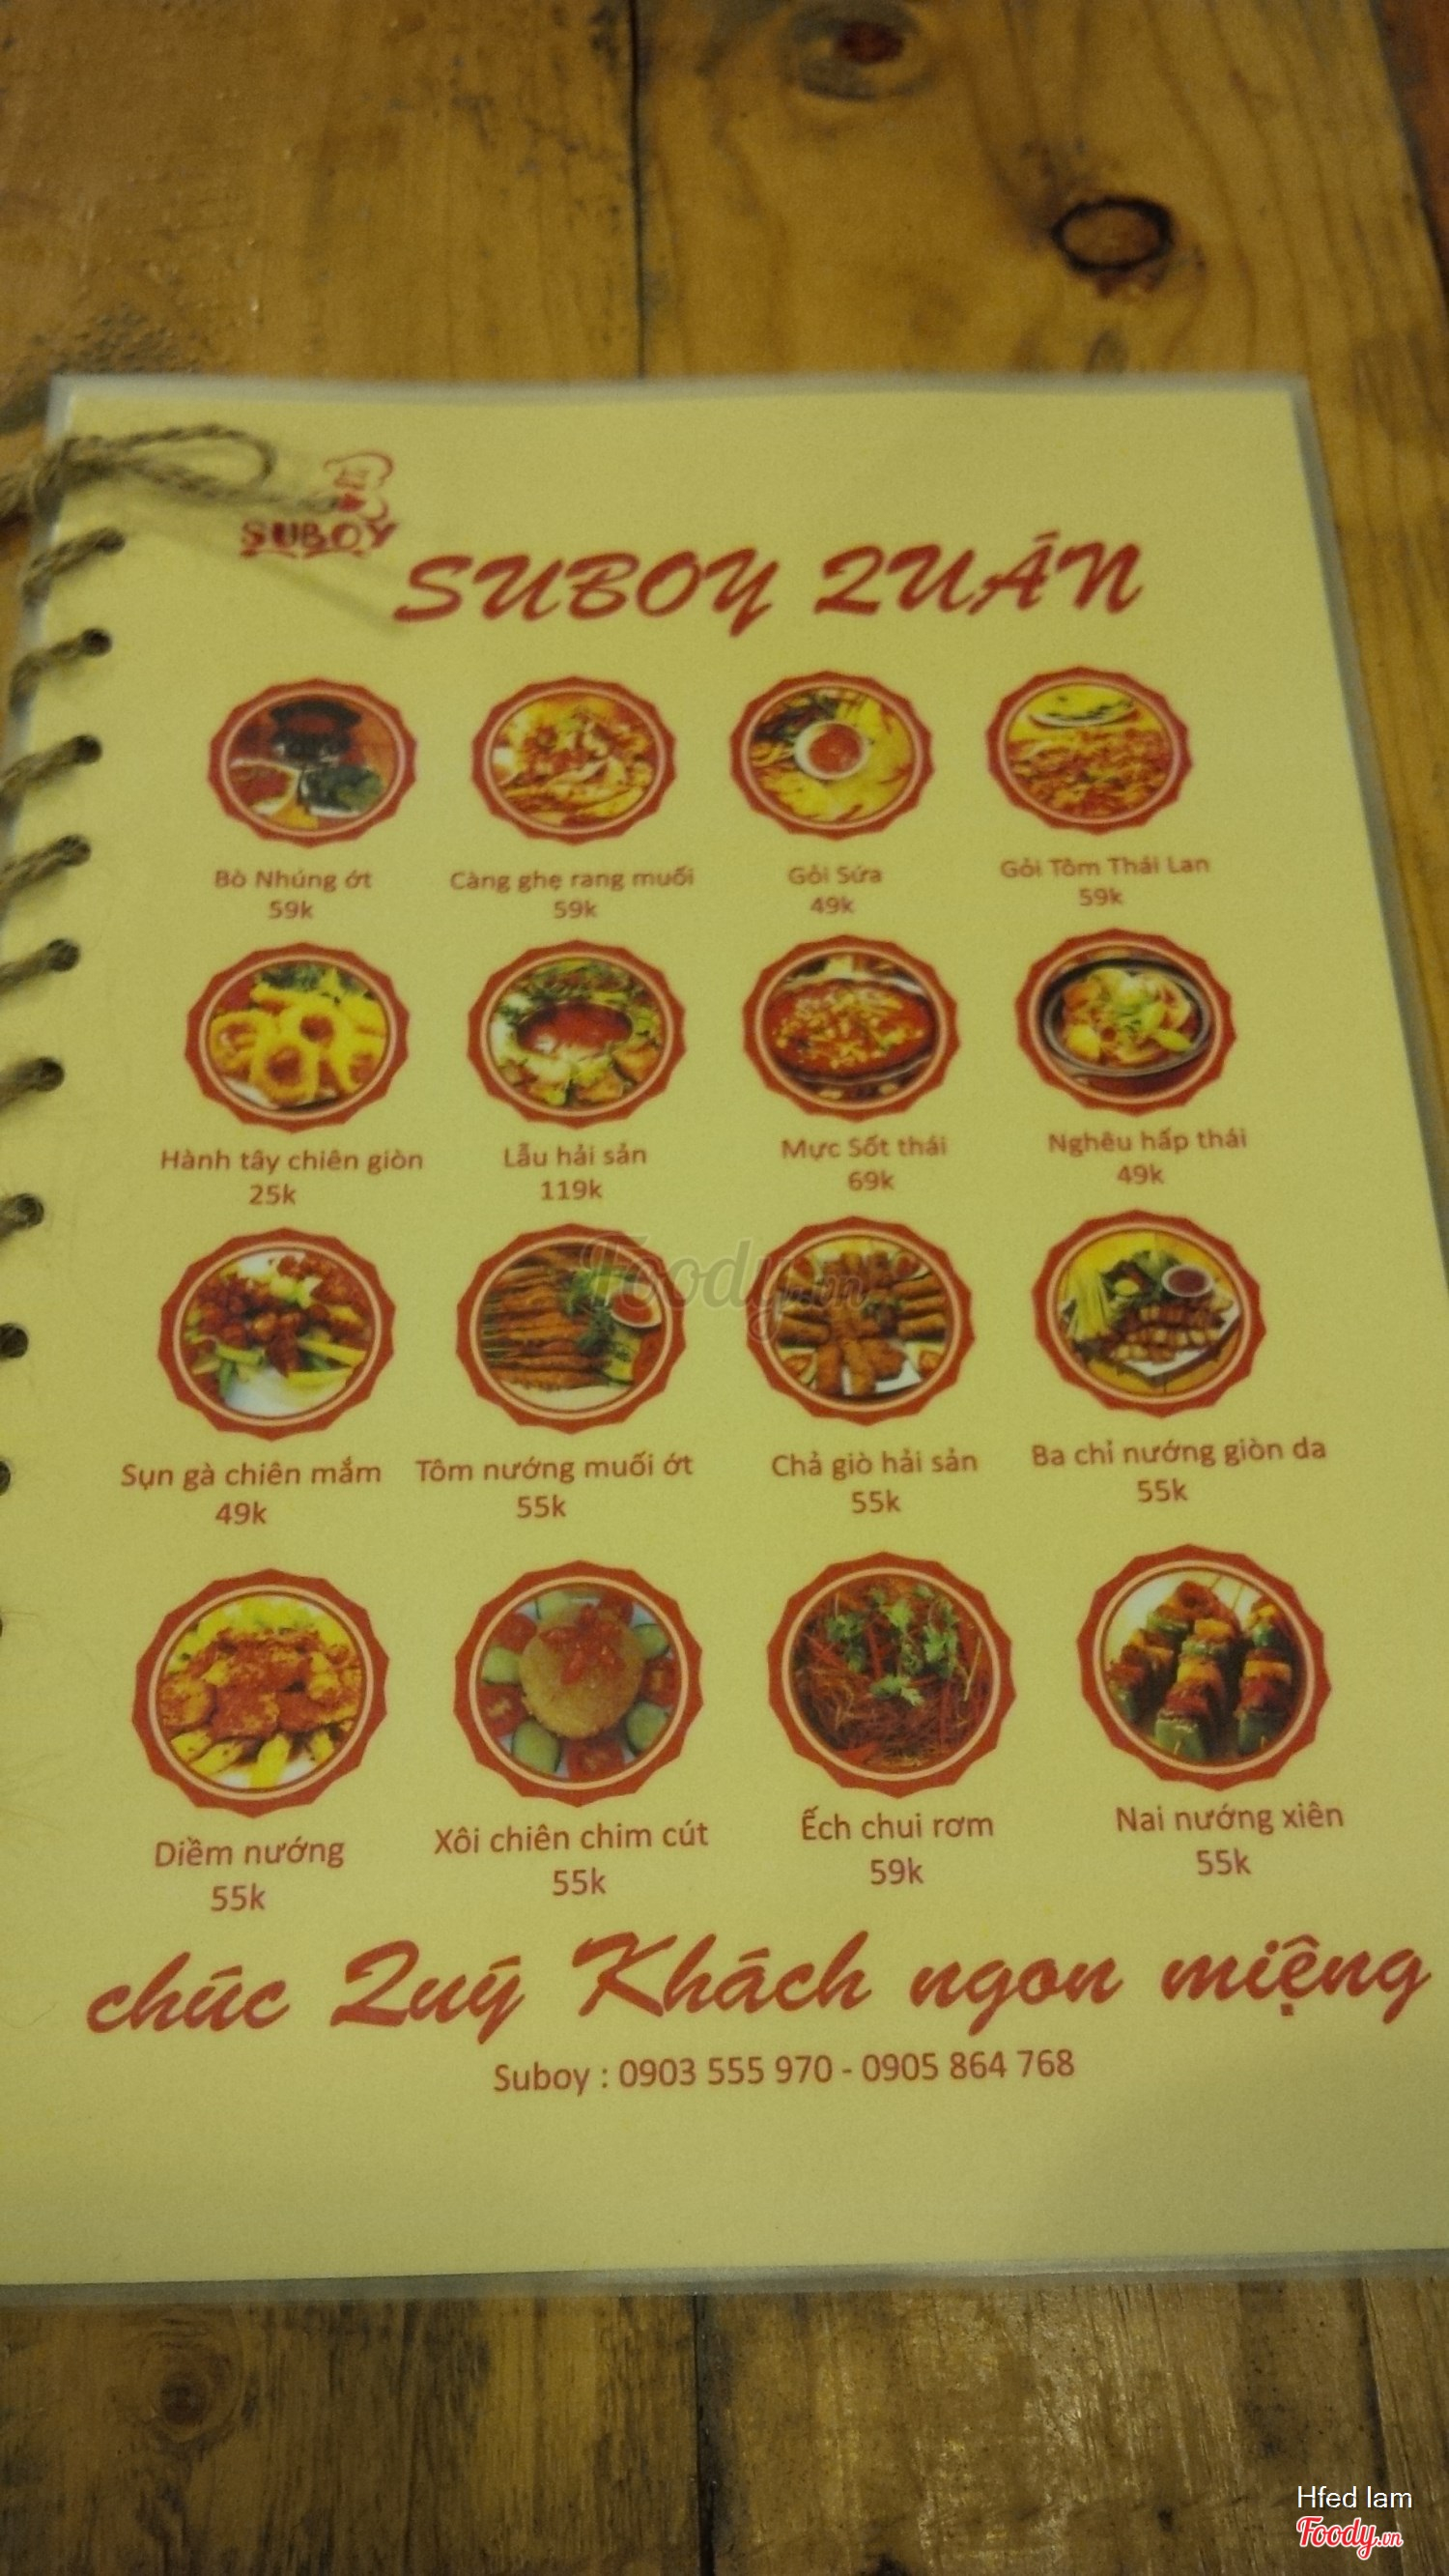 SUBOY
SUBOY QUÁN
Bò Nhúng ớt
59k
Càng ghẹ rang muối
59k
Gỏi Sứa
49k
Gỏi Tôm Thái Lan
59k
Hành tây chiên giòn
25k
Lẫu hải sản
119k
Mực Sốt thái
69k
Nghêu hấp thái
49k
Foody.vn
Sụn gà chiên mắm
49k
Tôm nướng muối ớt
55k
Chả giò hải sản
55k
Ba chỉ nướng giòn da
55k
Diềm nướng
55k
Xôi chiên chim cút
55k
Ếch chui rơm
59k
Nai nướng xiên
55k
chúc Quý Khách ngon miệng
Suboy : 0903 555 970 - 0905 864 768
Hfed lam
Foody.vn